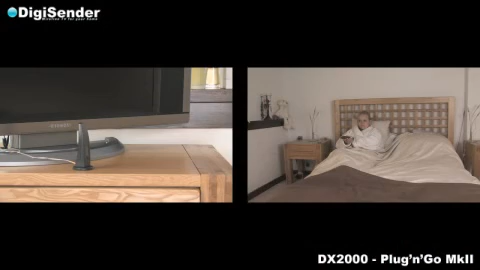 DigiSender
Wireless TV for your Home
DX2000 - Plug'n'Go MkII